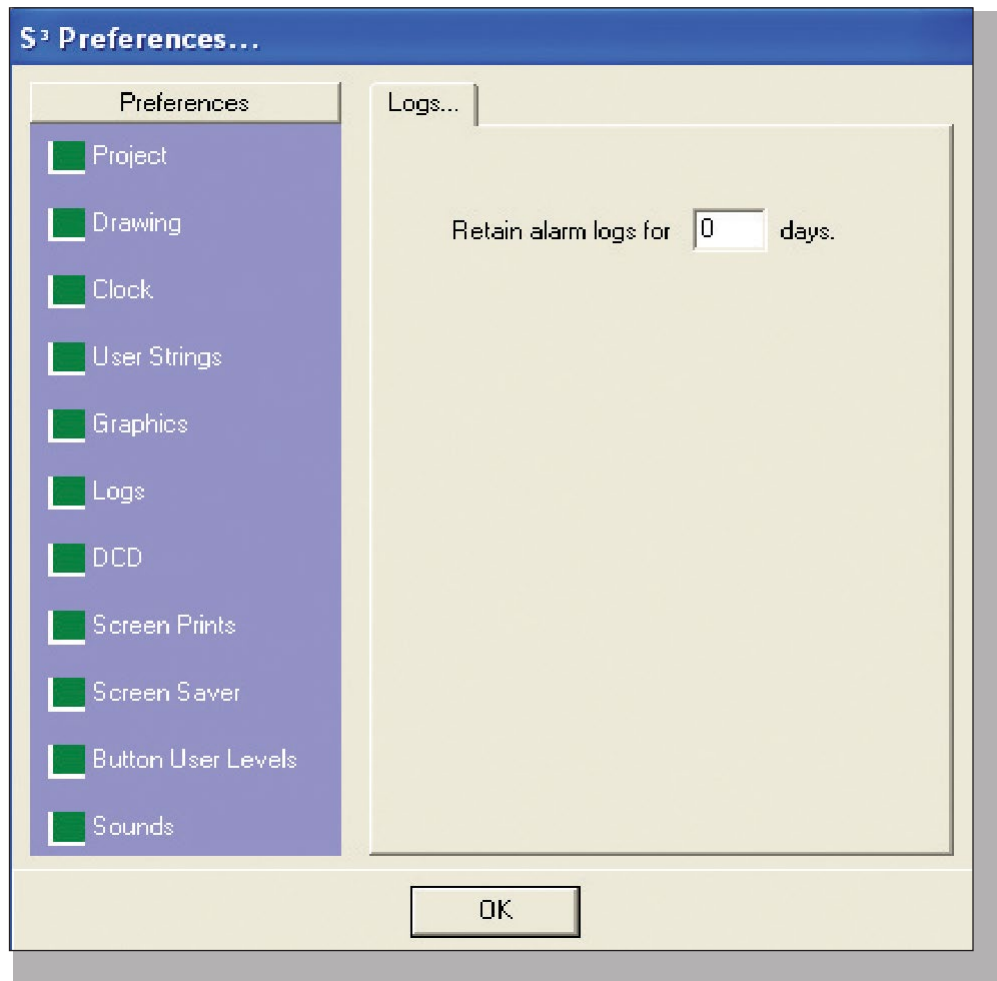 S³ Preferences...
Preferences
Project
Drawing
Clock
User Strings
Graphics
Logs
DCD
Screen Prints
Screen Saver
Button User Levels
Sounds
Logs...
Retain alarm logs for 0 days.
OK